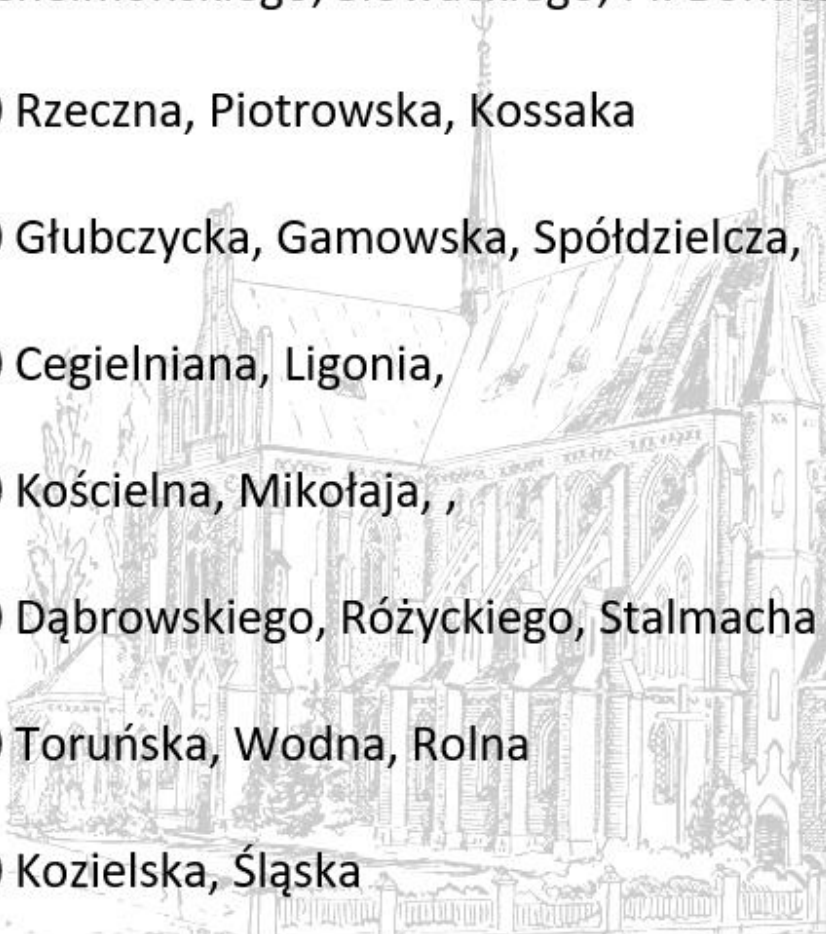 ) Rzeczna, Piotrowska, Kossaka
) Głubczycka, Gamowska, Spółdzielcza,
) Cegielniana, Ligonia,
) Kościelna, Mikołaja, ,
) Dąbrowskiego, Różyckiego, Stalmacha
) Toruńska, Wodna, Rolna
) Kozielska, Śląska